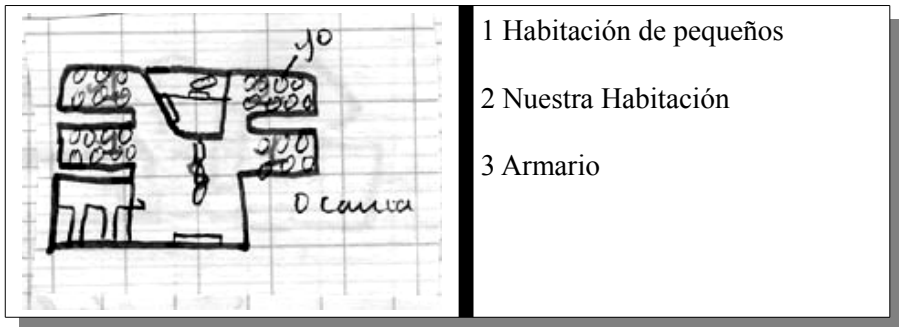 yo
O cama
1 Habitación de pequeños
2 Nuestra Habitación
3 Armario